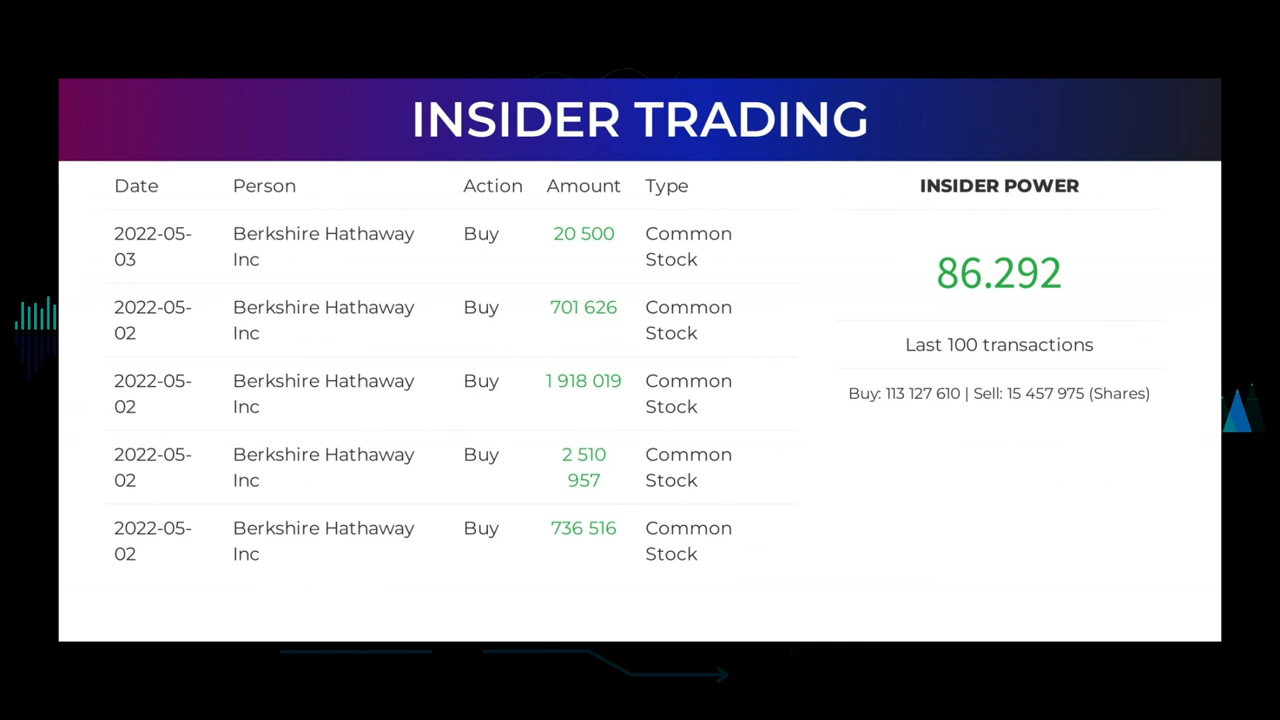 INSIDER TRADING
Date Person Action Amount Type
2022-05-03 Berkshire Hathaway Inc Buy 20 500 Common Stock
2022-05-02 Berkshire Hathaway Inc Buy 701 626 Common Stock
2022-05-02 Berkshire Hathaway Inc Buy 1 918 019 Common Stock
2022-05-02 Berkshire Hathaway Inc Buy 2 510 957 Common Stock
2022-05-02 Berkshire Hathaway Inc Buy 736 516 Common Stock
INSIDER POWER
86.292
Last 100 transactions
Buy: 113 127 610 | Sell: 15 457 975 (Shares)